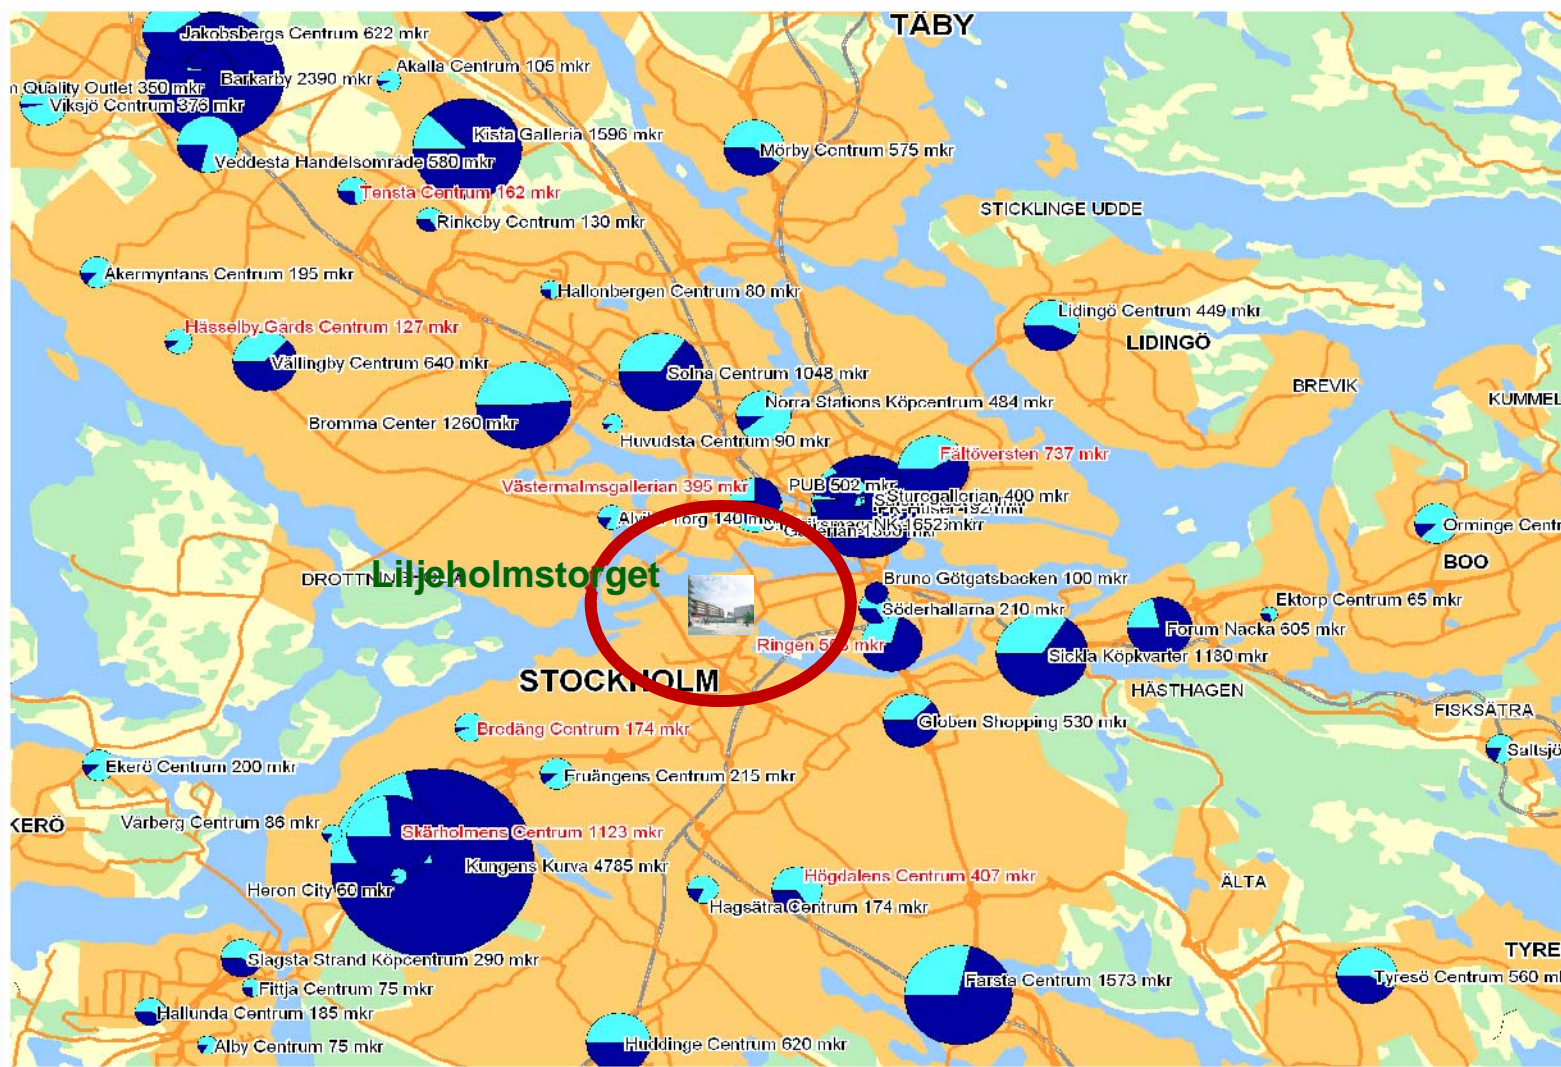 TÄBY
Jakobsbergs Centrum 622 mkr
Akalla Centrum 105 mkr
Barkarby 2390 mkr
Quality Outlet 350 mkr
Viksjö Centrum 376 mkr
Kista Galleria 1596 mkr
Mörby Centrum 575 mkr
Veddesta Handelsområde 580 mkr
Tensta Centrum 162 mkr
Rinkeby Centrum 130 mkr
STICKLINGE UDDE
Åkermyntans Centrum 195 mkr
Hallonbergen Centrum 80 mkr
Lidingö Centrum 449 mkr
Hässelby Gårds Centrum 127 mkr
LIDINGÖ
Vällingby Centrum 640 mkr
Solna Centrum 1048 mkr
BREVIK
Norra Stations Köpcentrum 484 mkr
KUMMEL
Bromma Center 1260 mkr
Huvudsta Centrum 90 mkr
Fältöversten 737 mkr
Västermalmsgallerian 395 mkr
PUB 502 mkr
Sturegallerian 400 mkr
Alviks Torg 140
NK 1652 mkr
Orminge Centr
BOO
DROTTNINGHOLM
Liljeholmstorget
Bruno Götgatsbacken 100 mkr
Söderhallarna 210 mkr
Ektorp Centrum 65 mkr
Forum Nacka 605 mkr
Ringen mkr
Sickla Köpkvarter 1180 mkr
STOCKHOLM
HÄSTHAGEN
FISKSÄTRA
Bredäng Centrum 174 mkr
Globen Shopping 530 mkr
Saltsjö
Ekerö Centrum 200 mkr
Fruängens Centrum 215 mkr
KERÖ
Varberg Centrum 86 mkr
Skärholmens Centrum 1123 mkr
Kungens Kurva 4785 mkr
Heron City 60 mkr
Högdalens Centrum 407 mkr
ÄLTA
Hagsätra Centrum 174 mkr
TYRE
Slagsta Strand Köpcentrum 290 mkr
Farsta Centrum 1573 mkr
Tyresö Centrum 560 m
Fittja Centrum 75 mkr
Hallunda Centrum 185 mkr
Alby Centrum 75 mkr
Huddinge Centrum 620 mkr